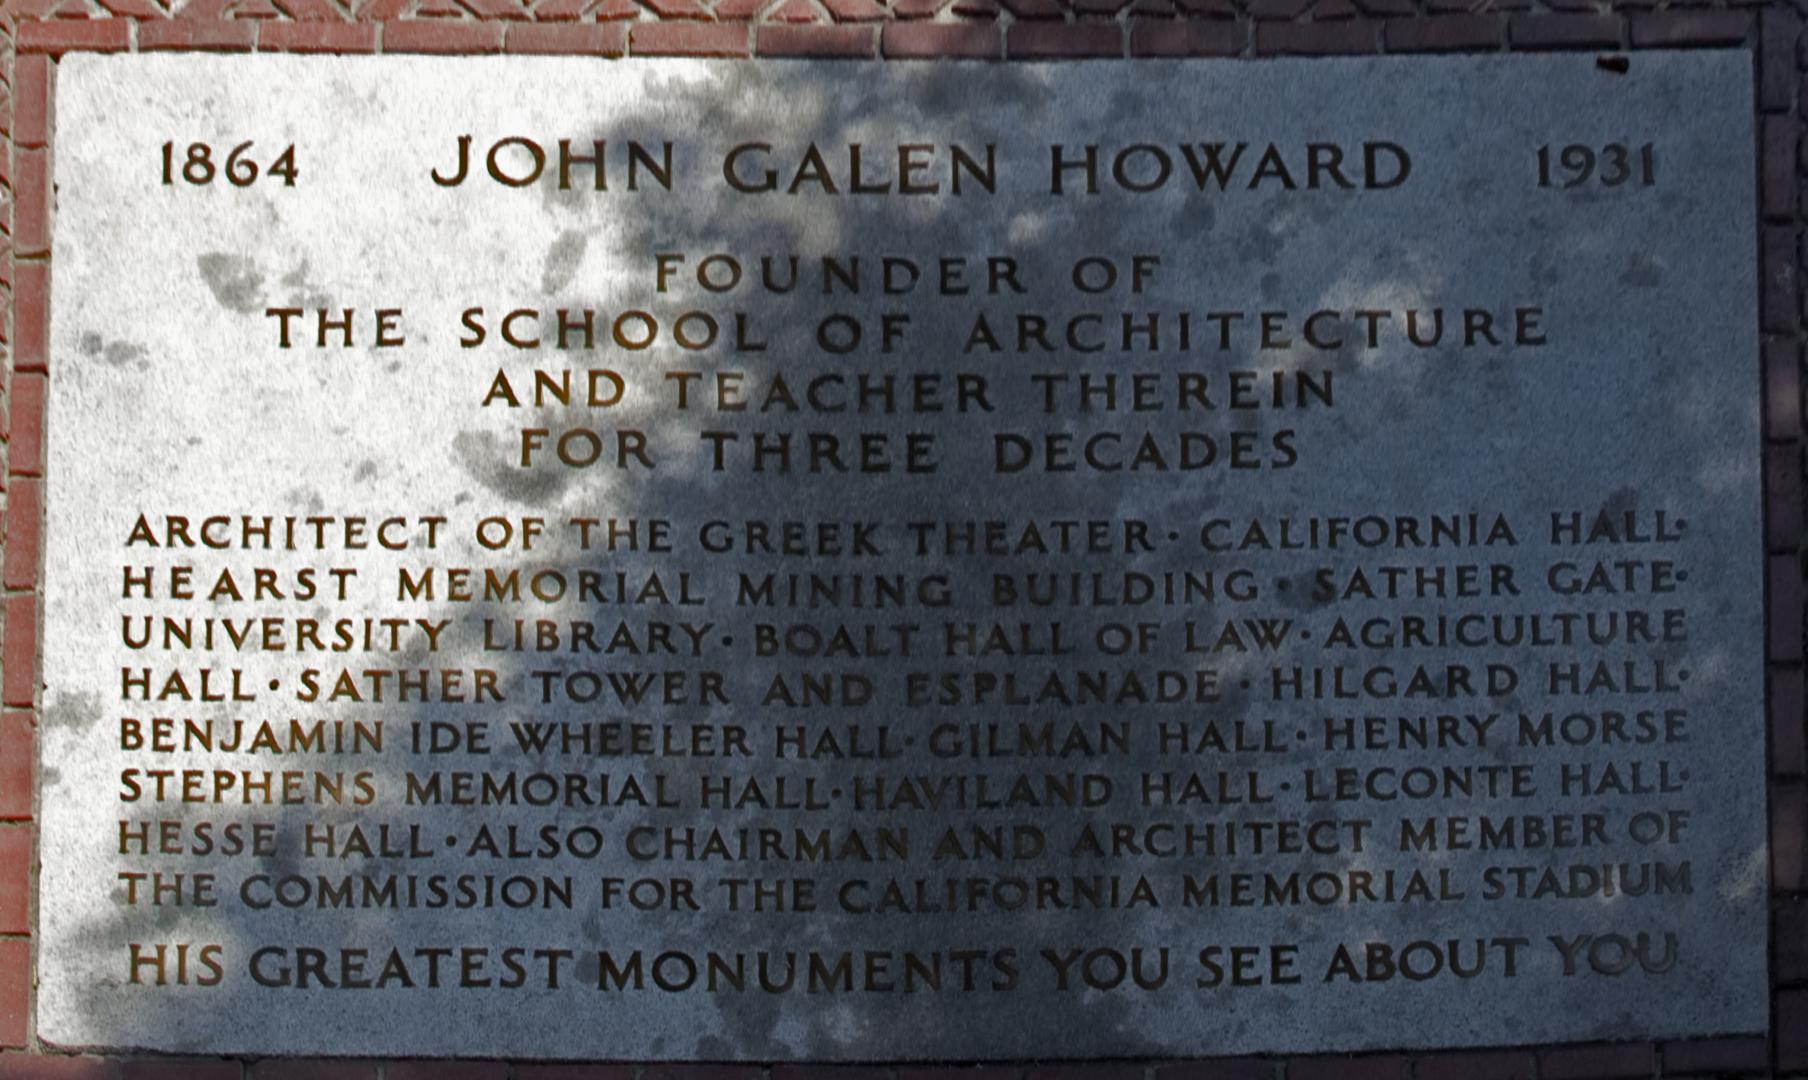 1864 JOHN GALEN HOWARD 1931
FOUNDER OF
THE SCHOOL OF ARCHITECTURE
AND TEACHER THEREIN
FOR THREE DECADES
ARCHITECT OF THE GREEK THEATER · CALIFORNIA HALL ·
HEARST MEMORIAL MINING BUILDING · SATHER GATE ·
UNIVERSITY LIBRARY · BOALT HALL OF LAW · AGRICULTURE
HALL · SATHER TOWER AND ESPLANADE · HILGARD HALL ·
BENJAMIN IDE WHEELER HALL · GILMAN HALL · HENRY MORSE
STEPHENS MEMORIAL HALL · HAVILAND HALL · LECONTE HALL ·
HESSE HALL · ALSO CHAIRMAN AND ARCHITECT MEMBER OF
THE COMMISSION FOR THE CALIFORNIA MEMORIAL STADIUM
HIS GREATEST MONUMENTS YOU SEE ABOUT YOU